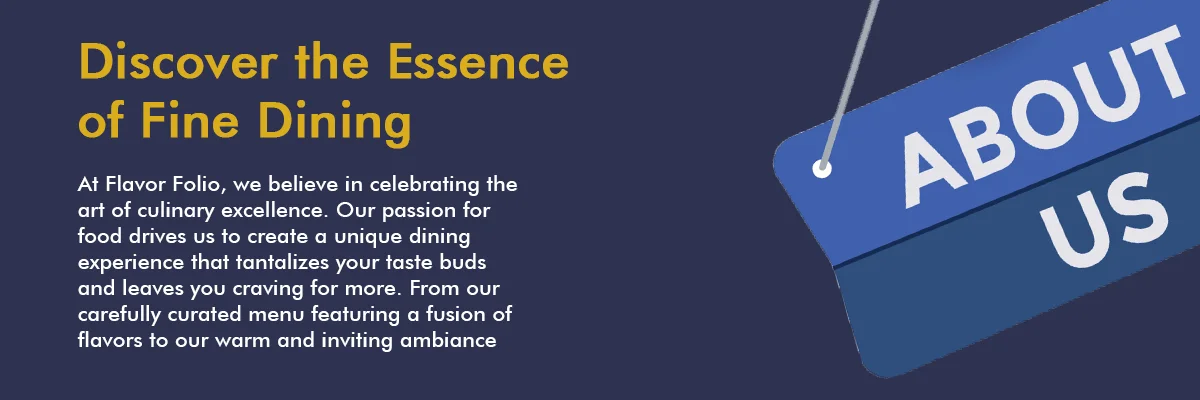 Discover the Essence
of Fine Dining
At Flavor Folio, we believe in celebrating the
art of culinary excellence. Our passion for
food drives us to create a unique dining
experience that tantalizes your taste buds
and leaves you craving for more. From our
carefully curated menu featuring a fusion of
flavors to our warm and inviting ambiance
ABOUT
US